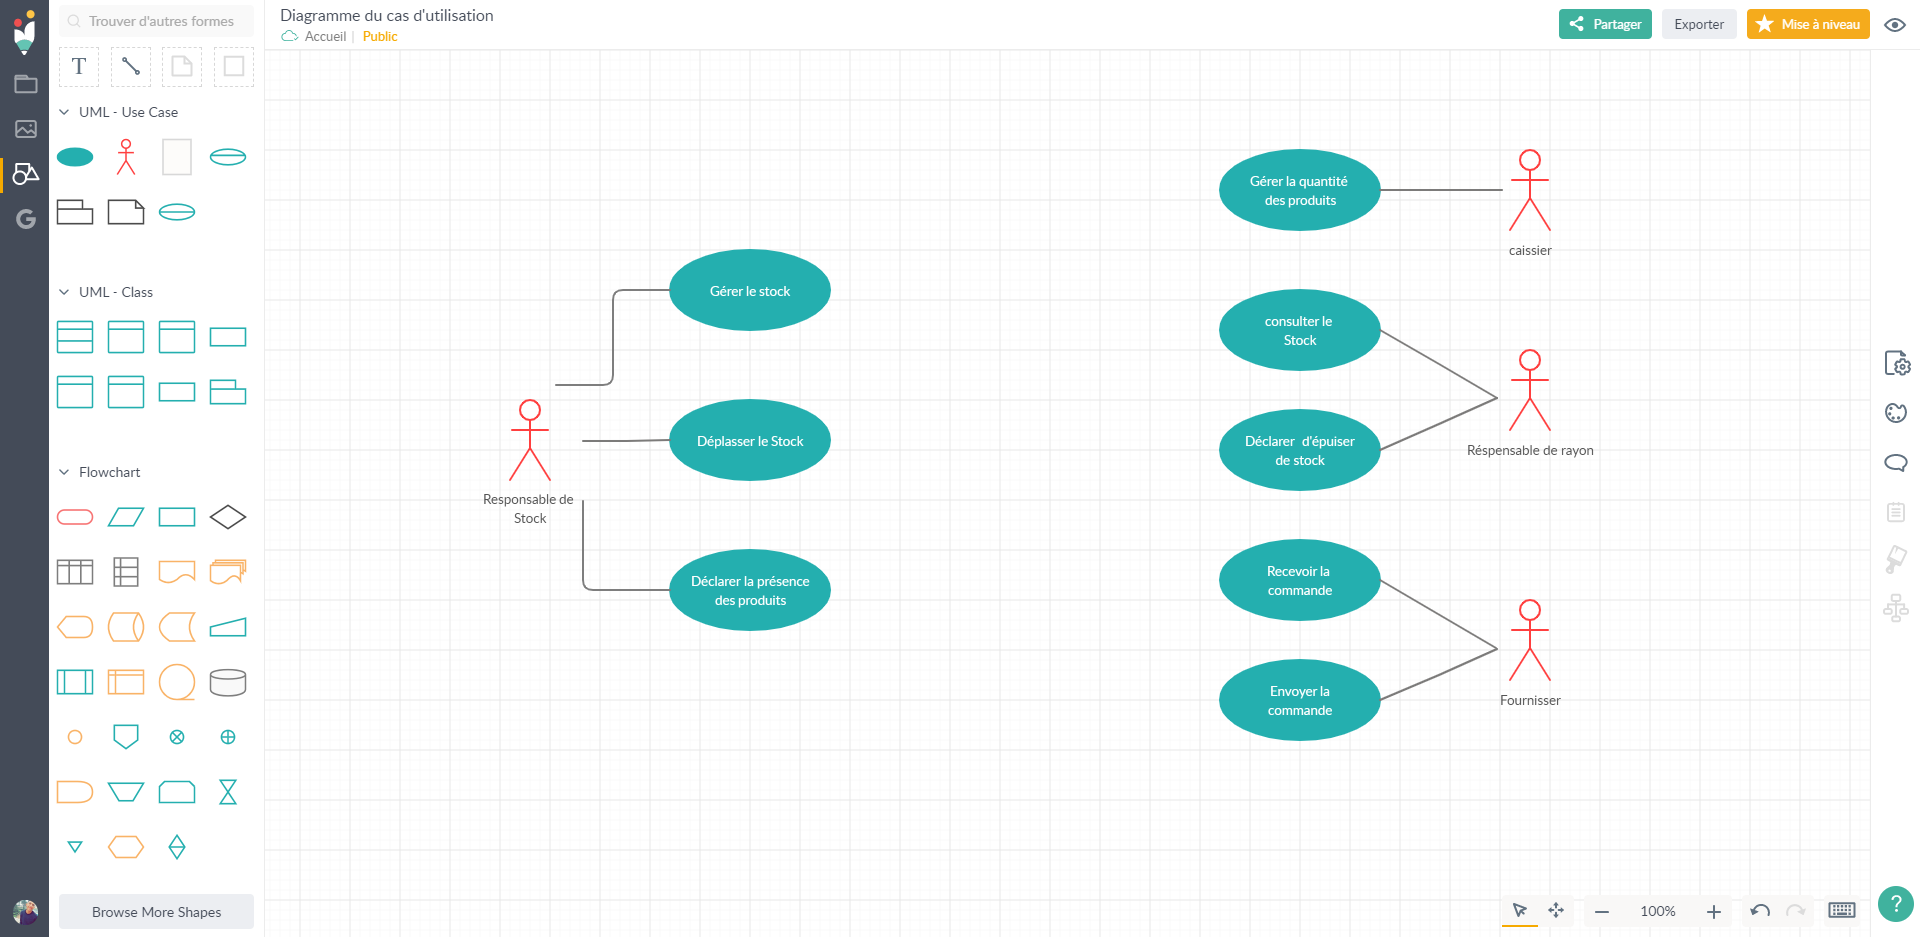 Trouver d'autres formes
T
UML - Use Case
UML - Class
Flowchart
Browse More Shapes
Diagramme du cas d'utilisation
Accueil | Public
Partager
Exporter
Mise à niveau
Gérer le stock
Déplasser le Stock
Responsable de
Stock
Déclarer la présence
des produits
Gérer la quantité
des produits
caissier
consulter le
Stock
Déclarer  d'épuiser
de stock
Réspensable de rayon
Recevoir la
commande
Envoyer la
commande
Fournisser
100%
?